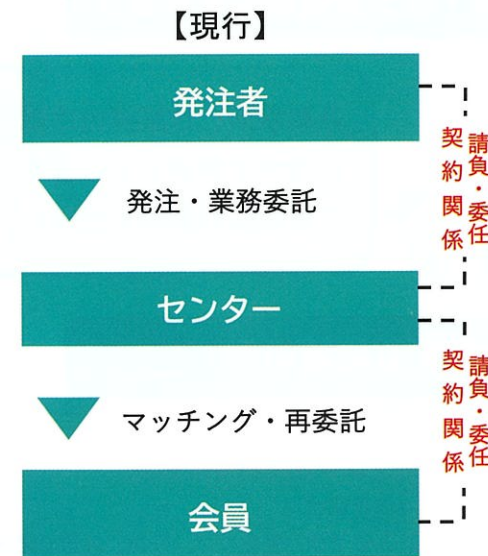 【現行】
発注者
請負・委任
契約関係
発注・業務委託
センター
請負・委任
契約関係
マッチング・再委託
会員